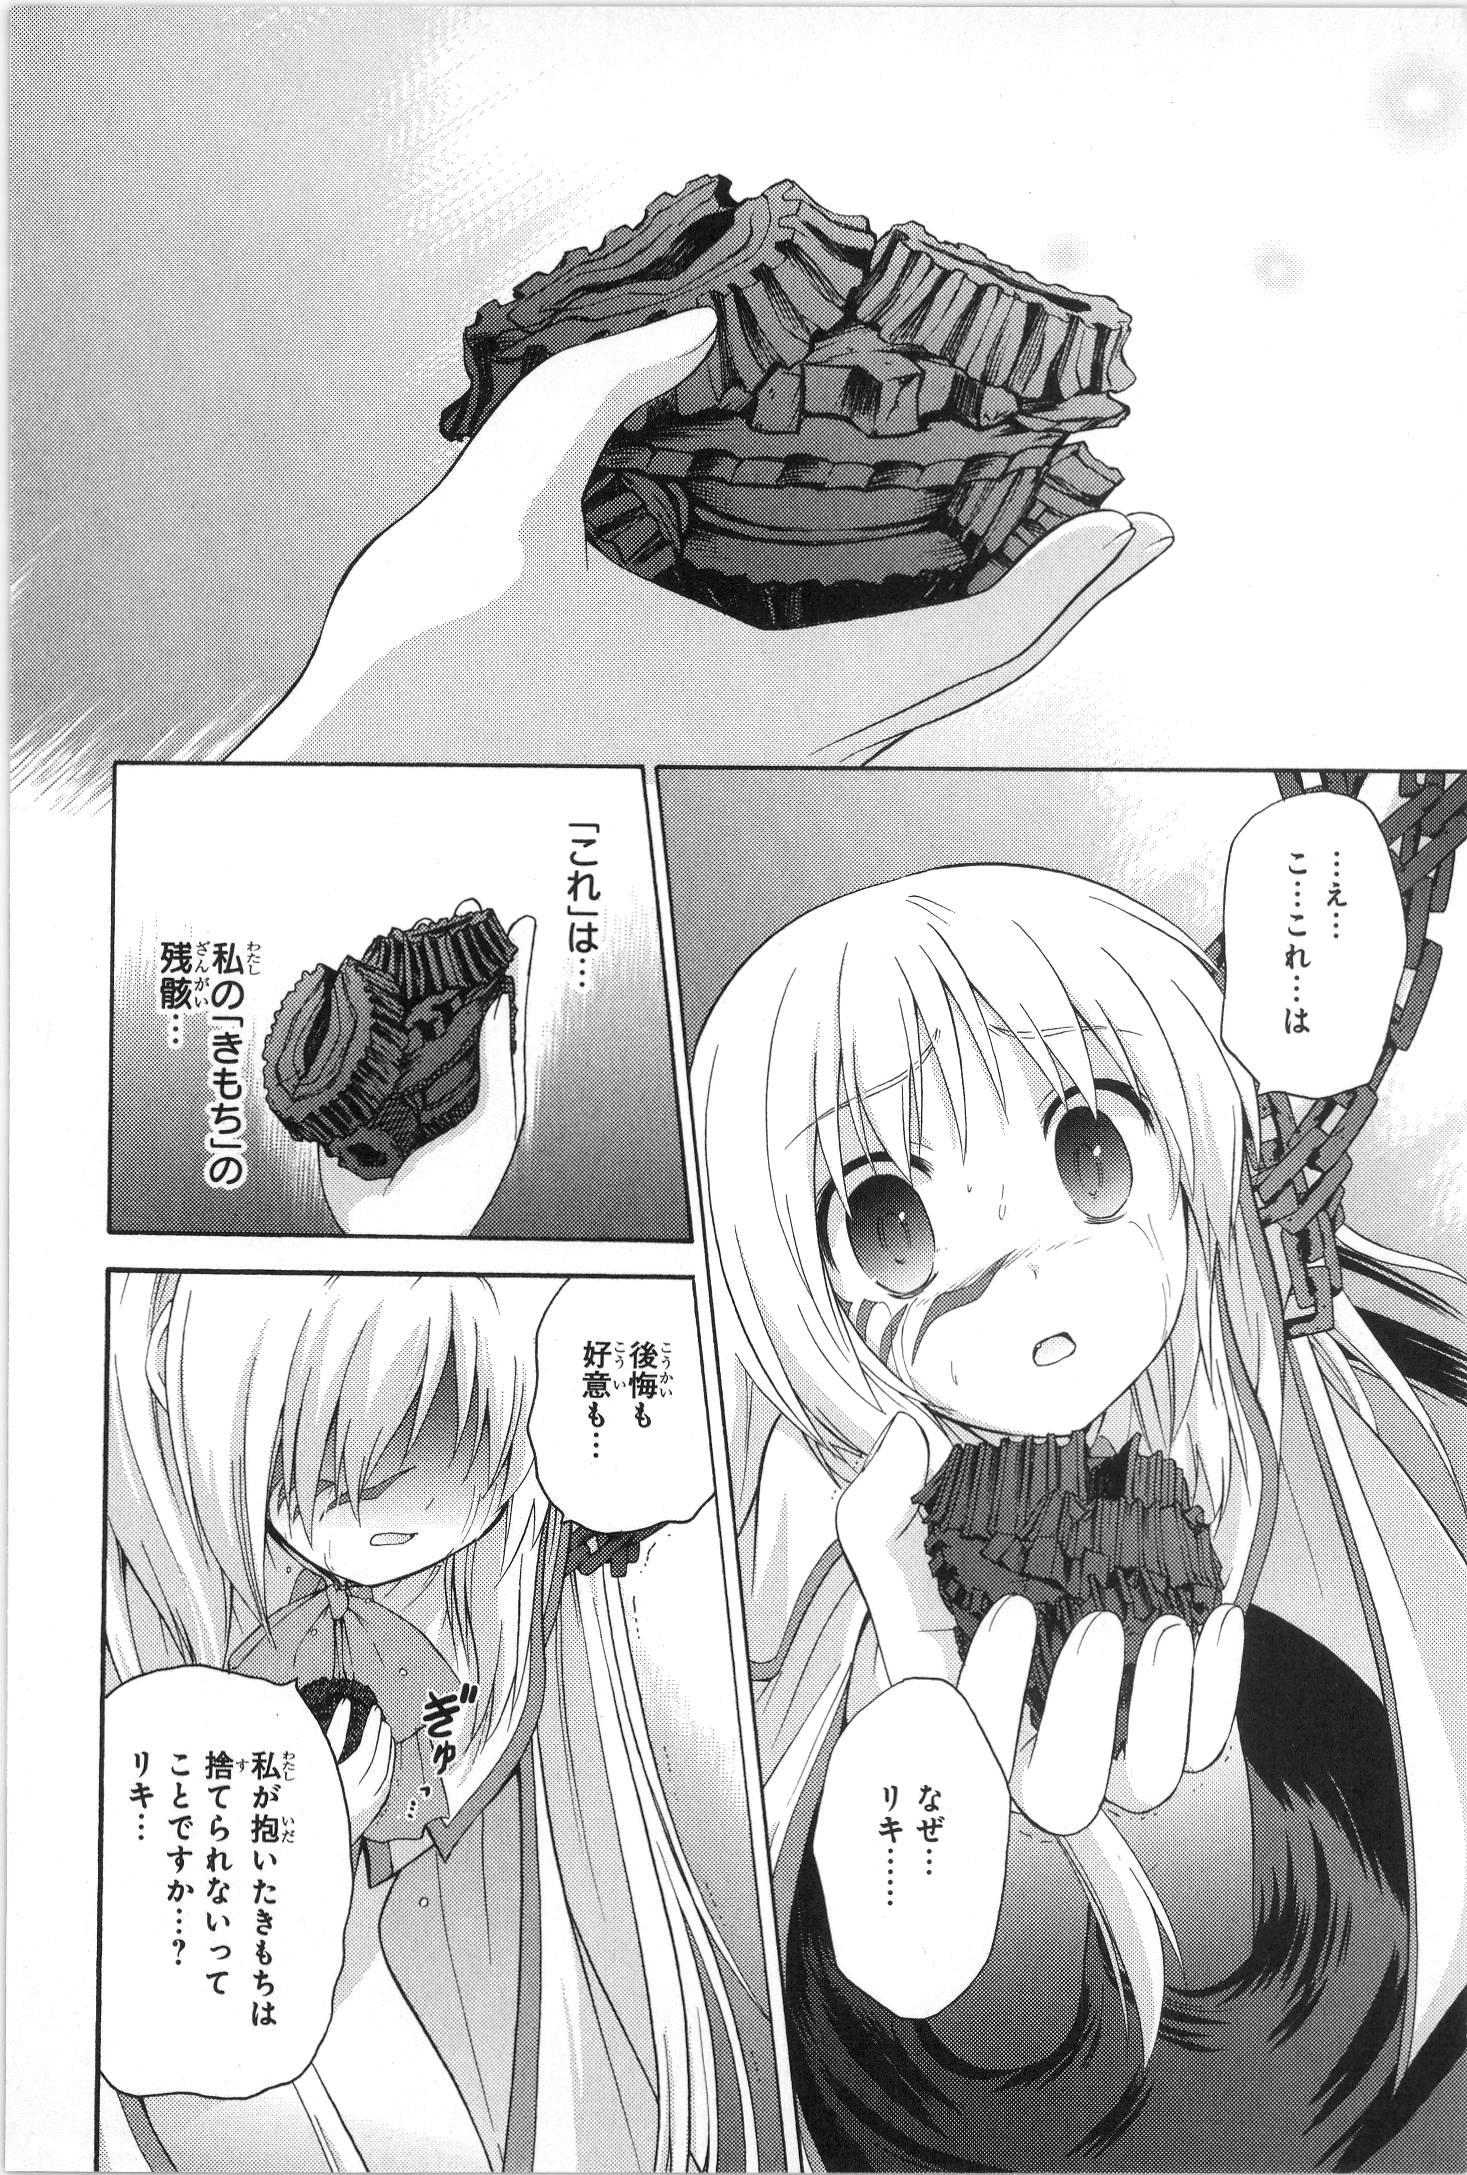 …え…
こ…これ…は
なぜ…
リキ……
「これ」は…
私の「きもち」の
残骸…
後悔も
好意も…
ぎゅっ…
私が抱いたきもちは
捨てられないって
ことですか…?
リキ…